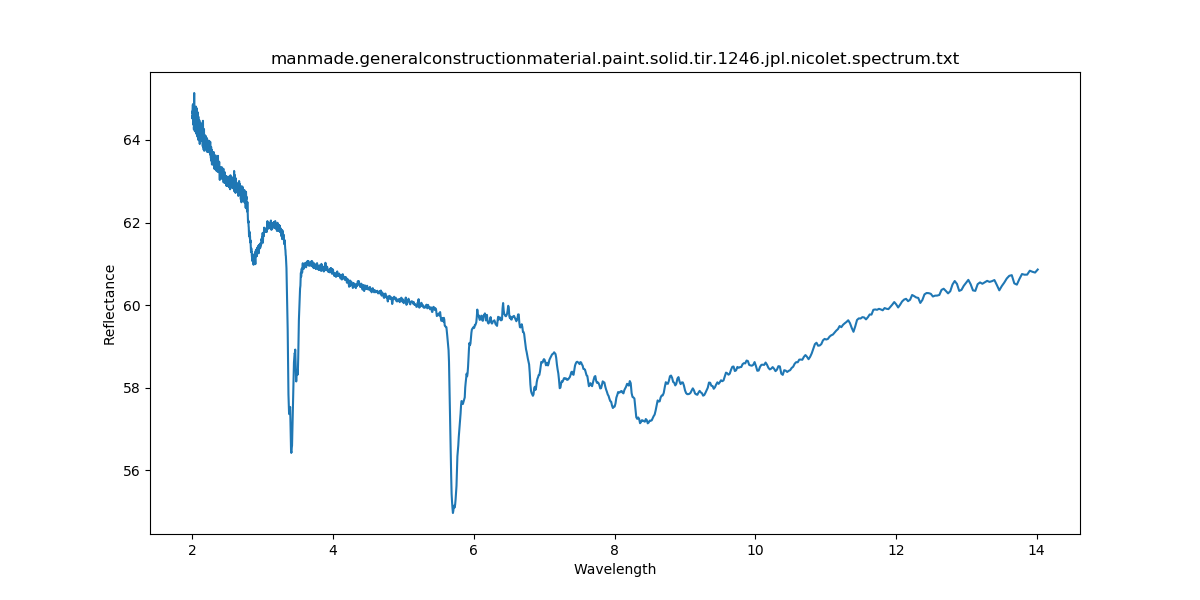 manmade.generalconstructionmaterial.paint.solid.tir.1246.jpl.nicolet.spectrum.txt
64
62
60
58
56
Reflectance
2 4 6 8 10 12 14
Wavelength